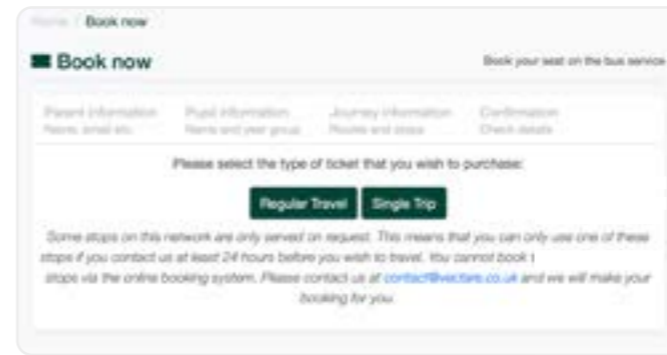 Home / Book now
Book now
Book your seat on the bus service
Parent information
Name, email etc.
Pupil information
Name and year group
Journey information
Routes and stops
Confirmation
Check details
Please select the type of ticket that you wish to purchase:
Regular Travel
Single Trip
Some stops on this network are only served on request. This means that you can only use one of these
stops if you contact us at least 24 hours before you wish to travel. You cannot book t
stops via the online booking system. Please contact us at contact@vectare.co.uk and we will make your
booking for you.